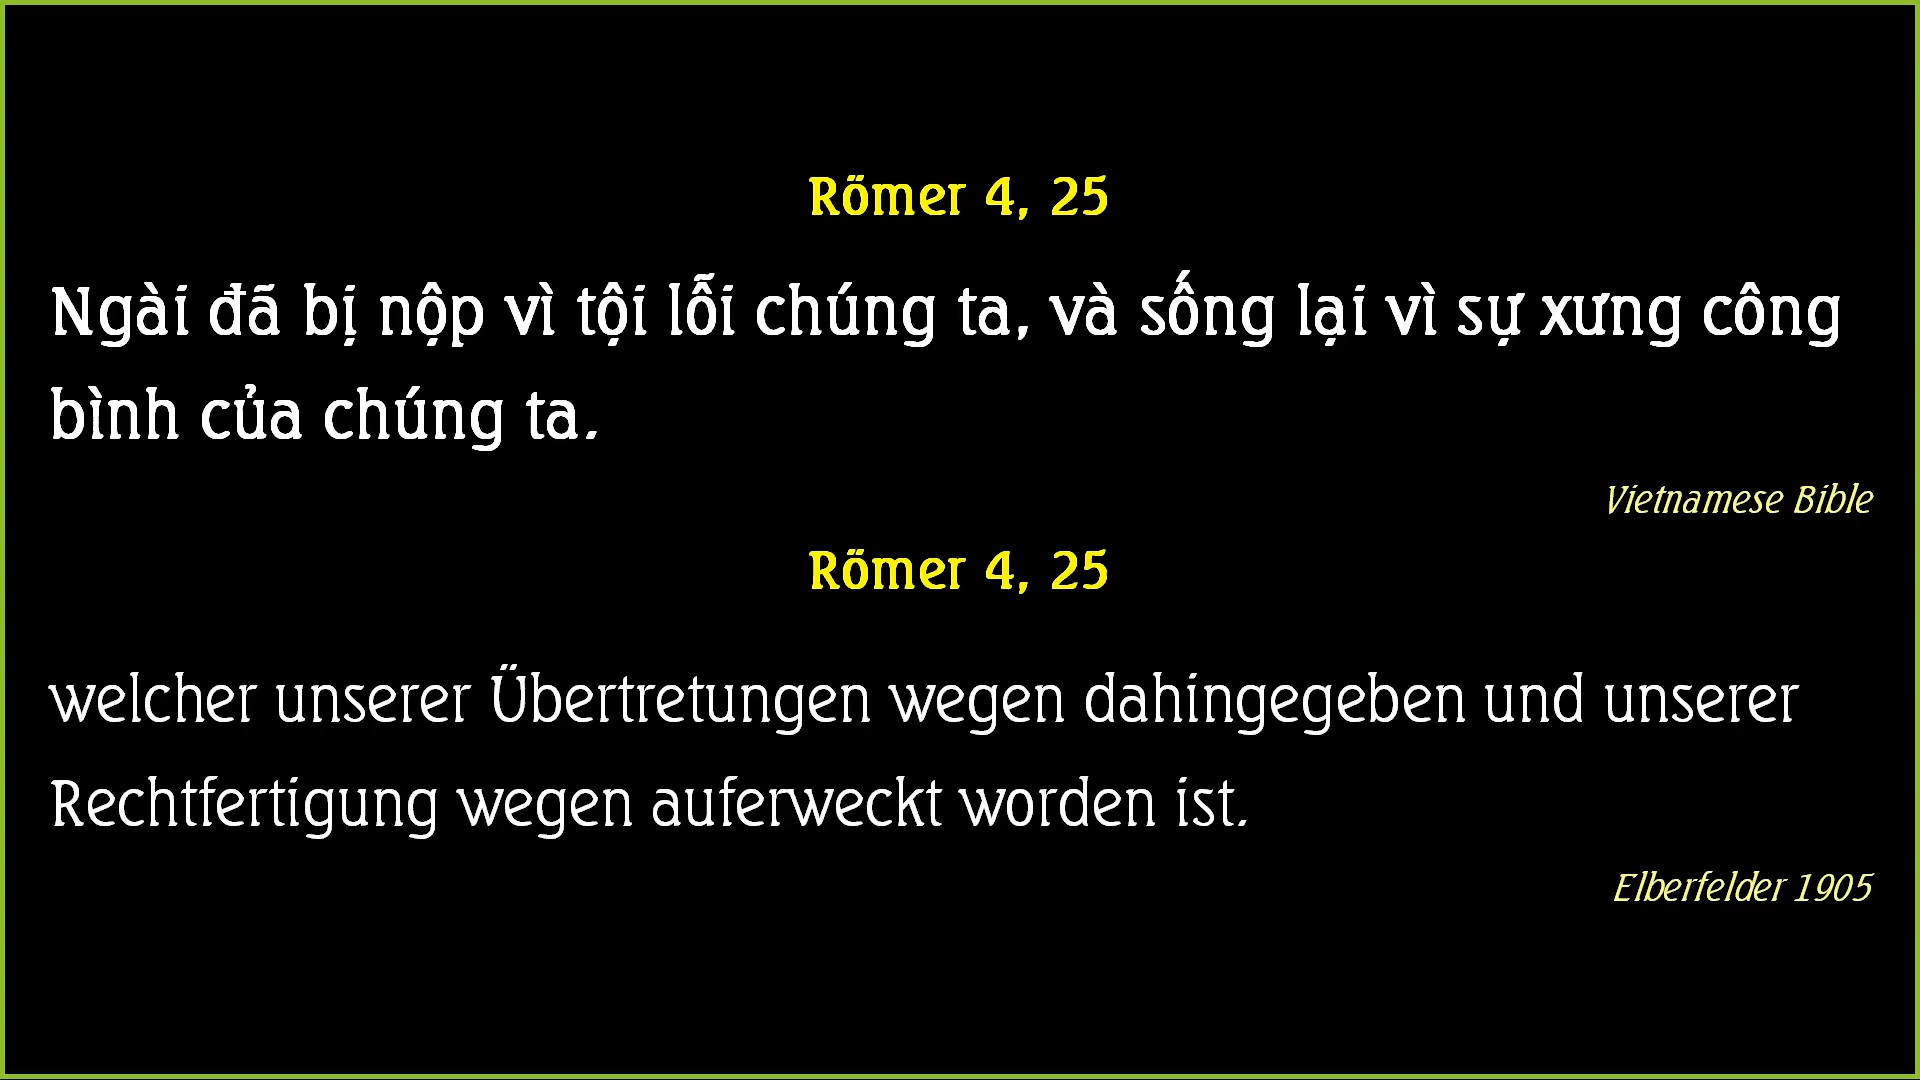 Römer 4, 25
Ngài đã bị nộp vì tội lỗi chúng ta, và sống lại vì sự xưng công
bình của chúng ta.
Vietnamese Bible
Römer 4, 25
welcher unserer Übertretungen wegen dahingegeben und unserer
Rechtfertigung wegen auferweckt worden ist.
Elberfelder 1905